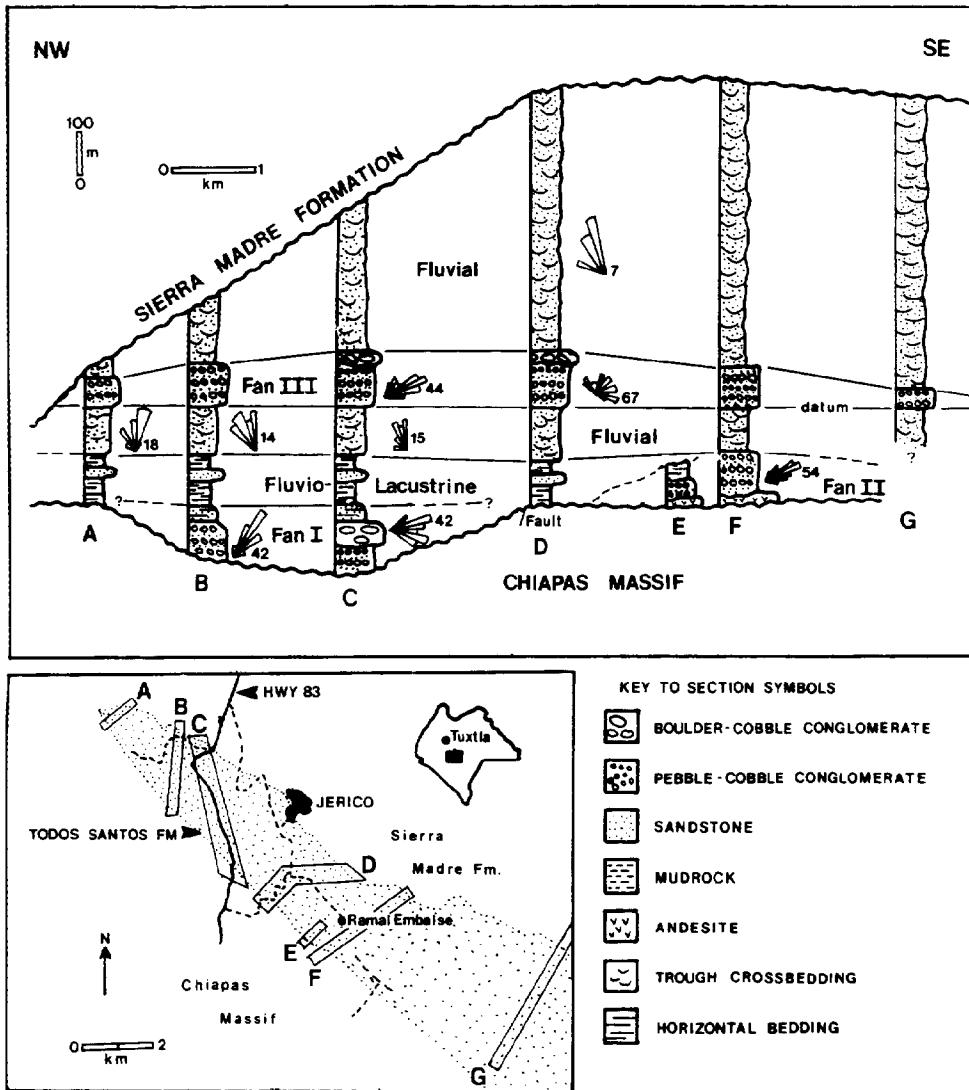 NW
SE
100
m
0
0 1
km
SIERRA MADRE FORMATION
Fluvial
7
Fan III
44
67
datum
18
14
15
Fluvial
Fluvio-Lacustrine
54
Fan II
?
?
?
Fan I
42
42
Fault
A
B
C
D
E
F
G
CHIAPAS MASSIF
A
B
C
HWY 83
Tuxtla
JERICO
TODOS SANTOS FM
Sierra
Madre Fm.
D
Ramal Embalse
E
F
N
Chiapas
Massif
0 2
km
G
KEY TO SECTION SYMBOLS
BOULDER-COBBLE CONGLOMERATE
PEBBLE-COBBLE CONGLOMERATE
SANDSTONE
MUDROCK
ANDESITE
TROUGH CROSSBEDDING
HORIZONTAL BEDDING